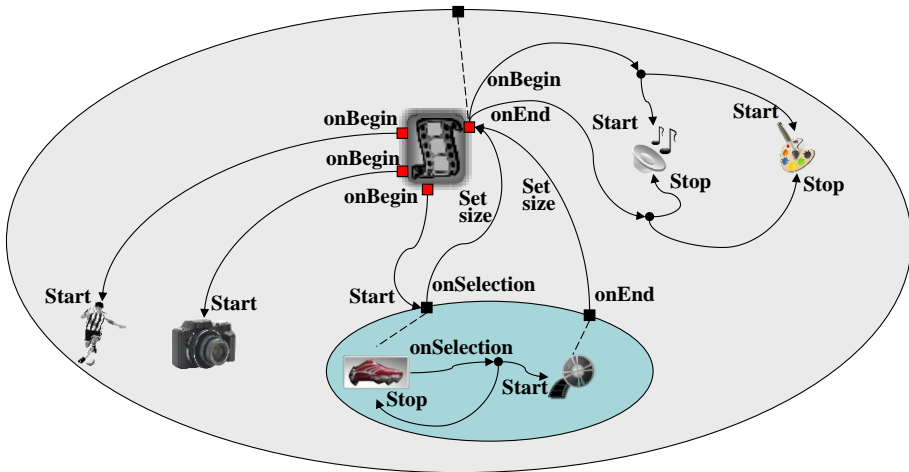 onBegin
onBegin
onEnd
onBegin
onBegin
Start
Start
Stop
Stop
Set
size
Set
size
Start
Start
Start
onSelection
onEnd
onSelection
Start
Stop